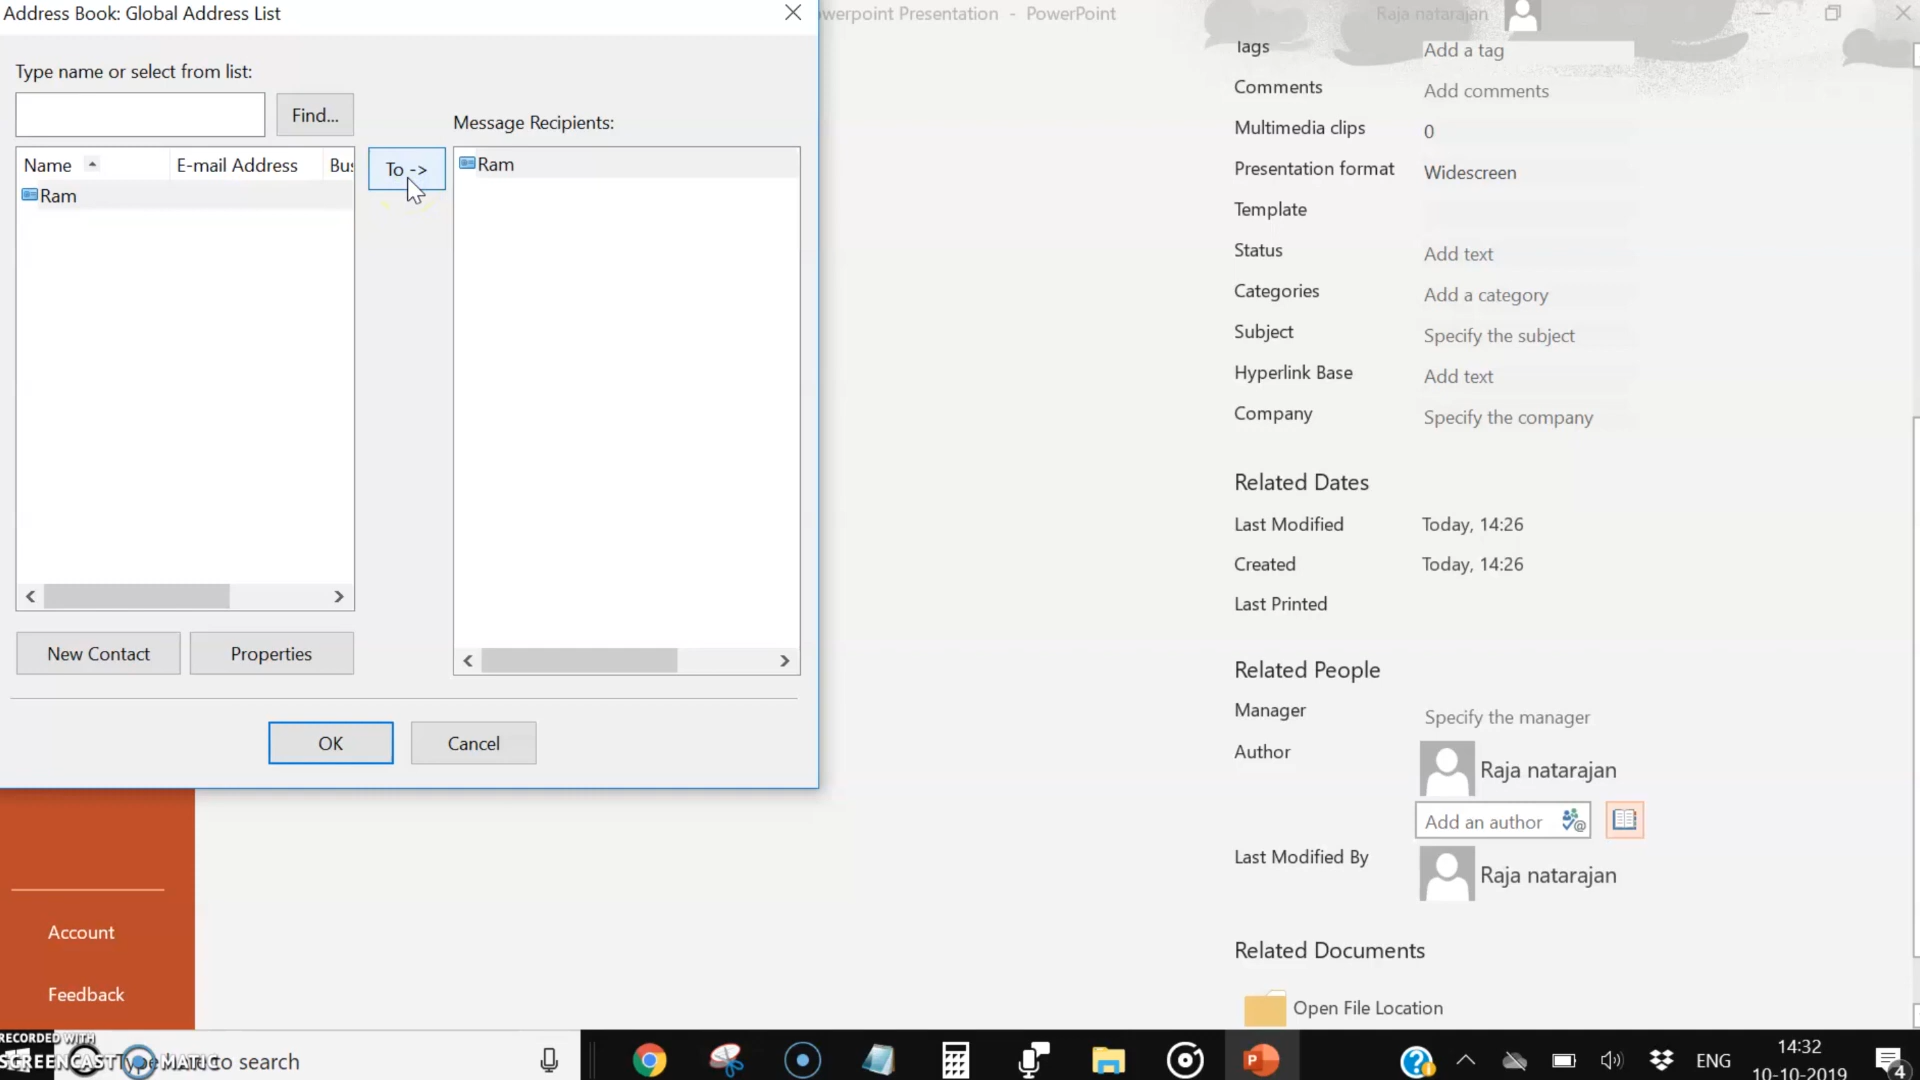 Address Book: Global Address List
werpoint Presentation - PowerPoint
Raja natarajan
Type name or select from list:
Find...
Message Recipients:
Name
E-mail Address
Bus
Ram
To ->
Ram
New Contact
Properties
OK
Cancel
Tags
Add a tag
Comments
Add comments
Multimedia clips
0
Presentation format
Widescreen
Template
Status
Add text
Categories
Add a category
Subject
Specify the subject
Hyperlink Base
Add text
Company
Specify the company
Related Dates
Last Modified
Today, 14:26
Created
Today, 14:26
Last Printed
Related People
Manager
Specify the manager
Author
Raja natarajan
Add an author
Last Modified By
Raja natarajan
Related Documents
Open File Location
Account
Feedback
RECORDED WITH
SCREENCAST MATIC
to search
ENG
14:32
10-10-2019
4